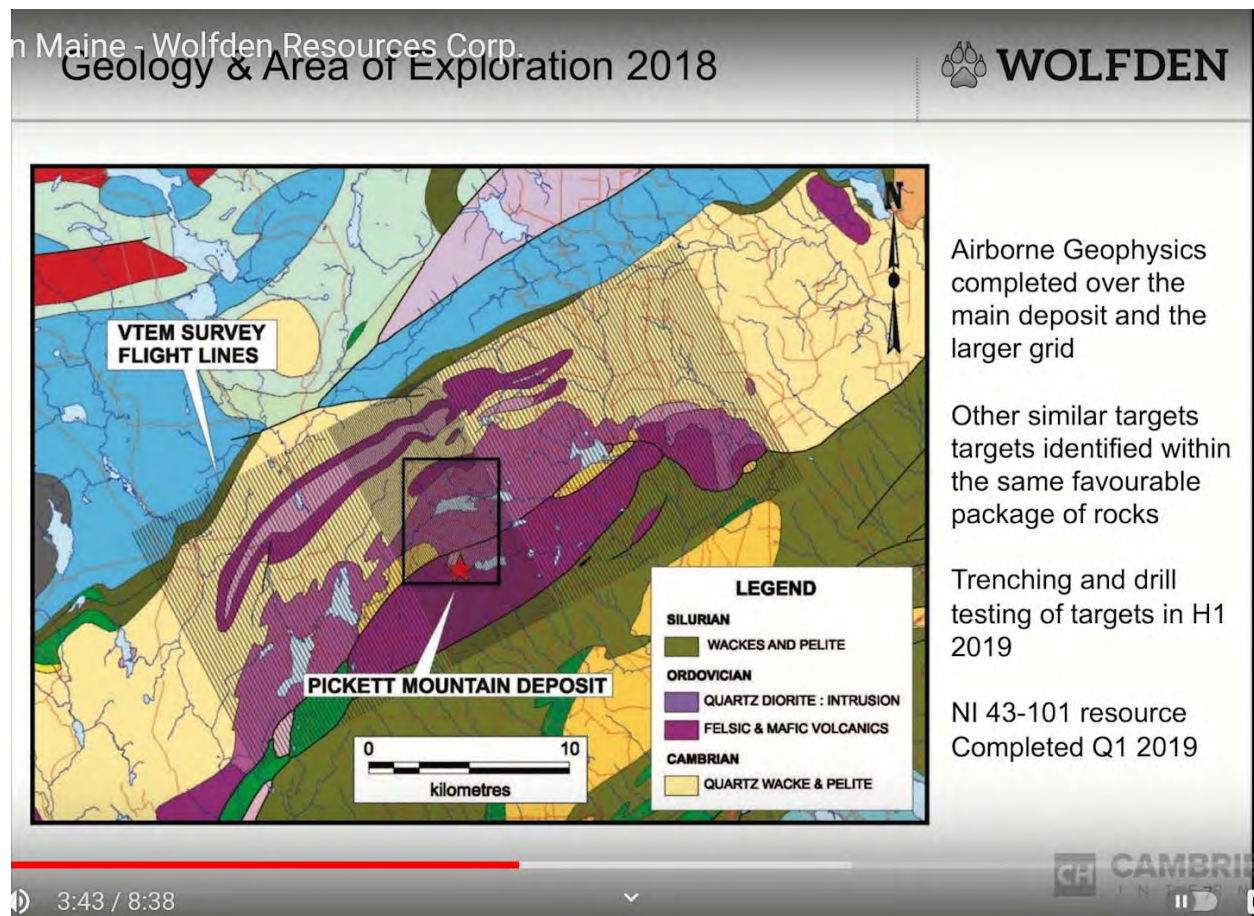 n Maine - Wolfden Resources Corp.
Geology & Area of Exploration 2018
WOLFDEN
N
VTEM SURVEY
FLIGHT LINES
PICKETT MOUNTAIN DEPOSIT
0 10
kilometres
LEGEND
SILURIAN
WACKES AND PELITE
ORDOVICIAN
QUARTZ DIORITE : INTRUSION
FELSIC & MAFIC VOLCANICS
CAMBRIAN
QUARTZ WACKE & PELITE
Airborne Geophysics
completed over the
main deposit and the
larger grid
Other similar targets
targets identified within
the same favourable
package of rocks
Trenching and drill
testing of targets in H1
2019
NI 43-101 resource
Completed Q1 2019
CH CAMBRI
3:43 / 8:38